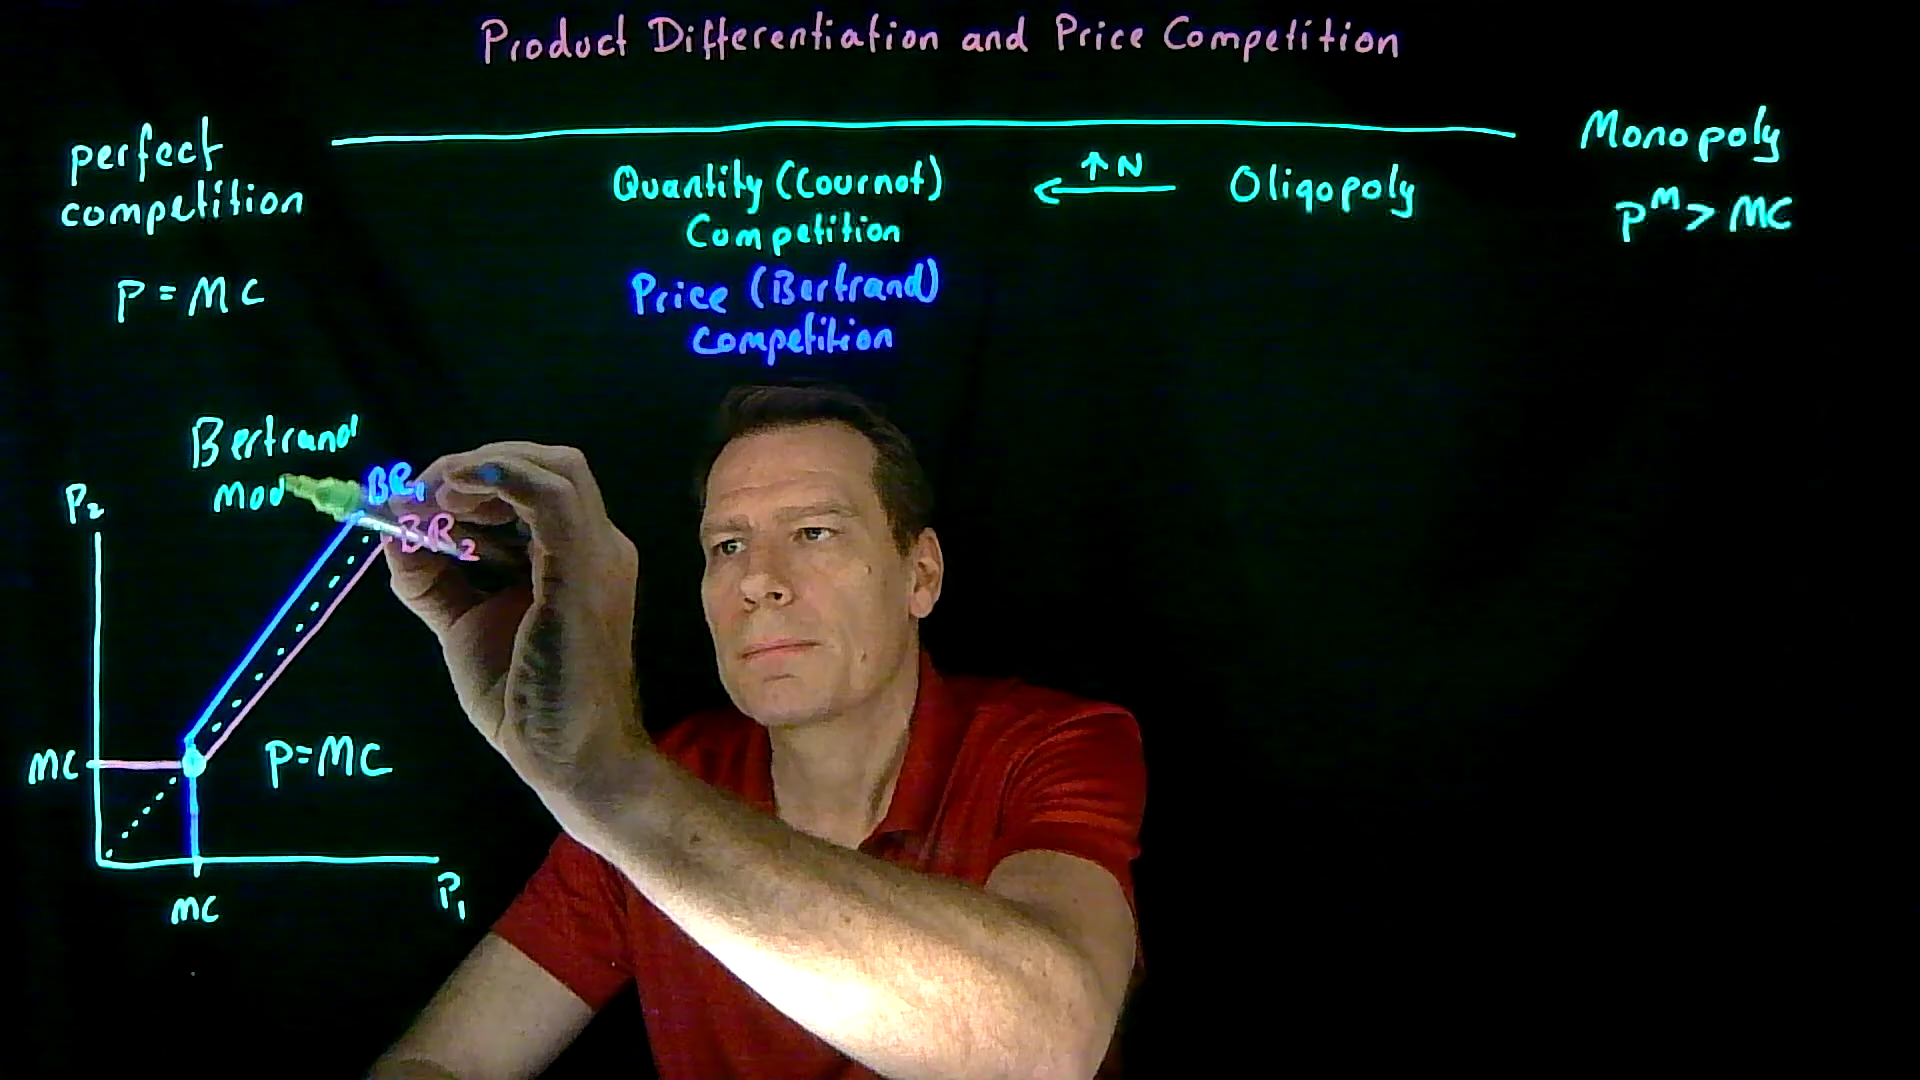 Product Differentiation and Price Competition
perfect
competition
P = MC
Quantity (Cournot)
Competition
Price (Bertrand)
Competition
↑ N
←
Oligopoly
Monopoly
P^M > MC
Bertrand
Mod
P₂
BR₁
BR₂
MC
P=MC
MC
P₁